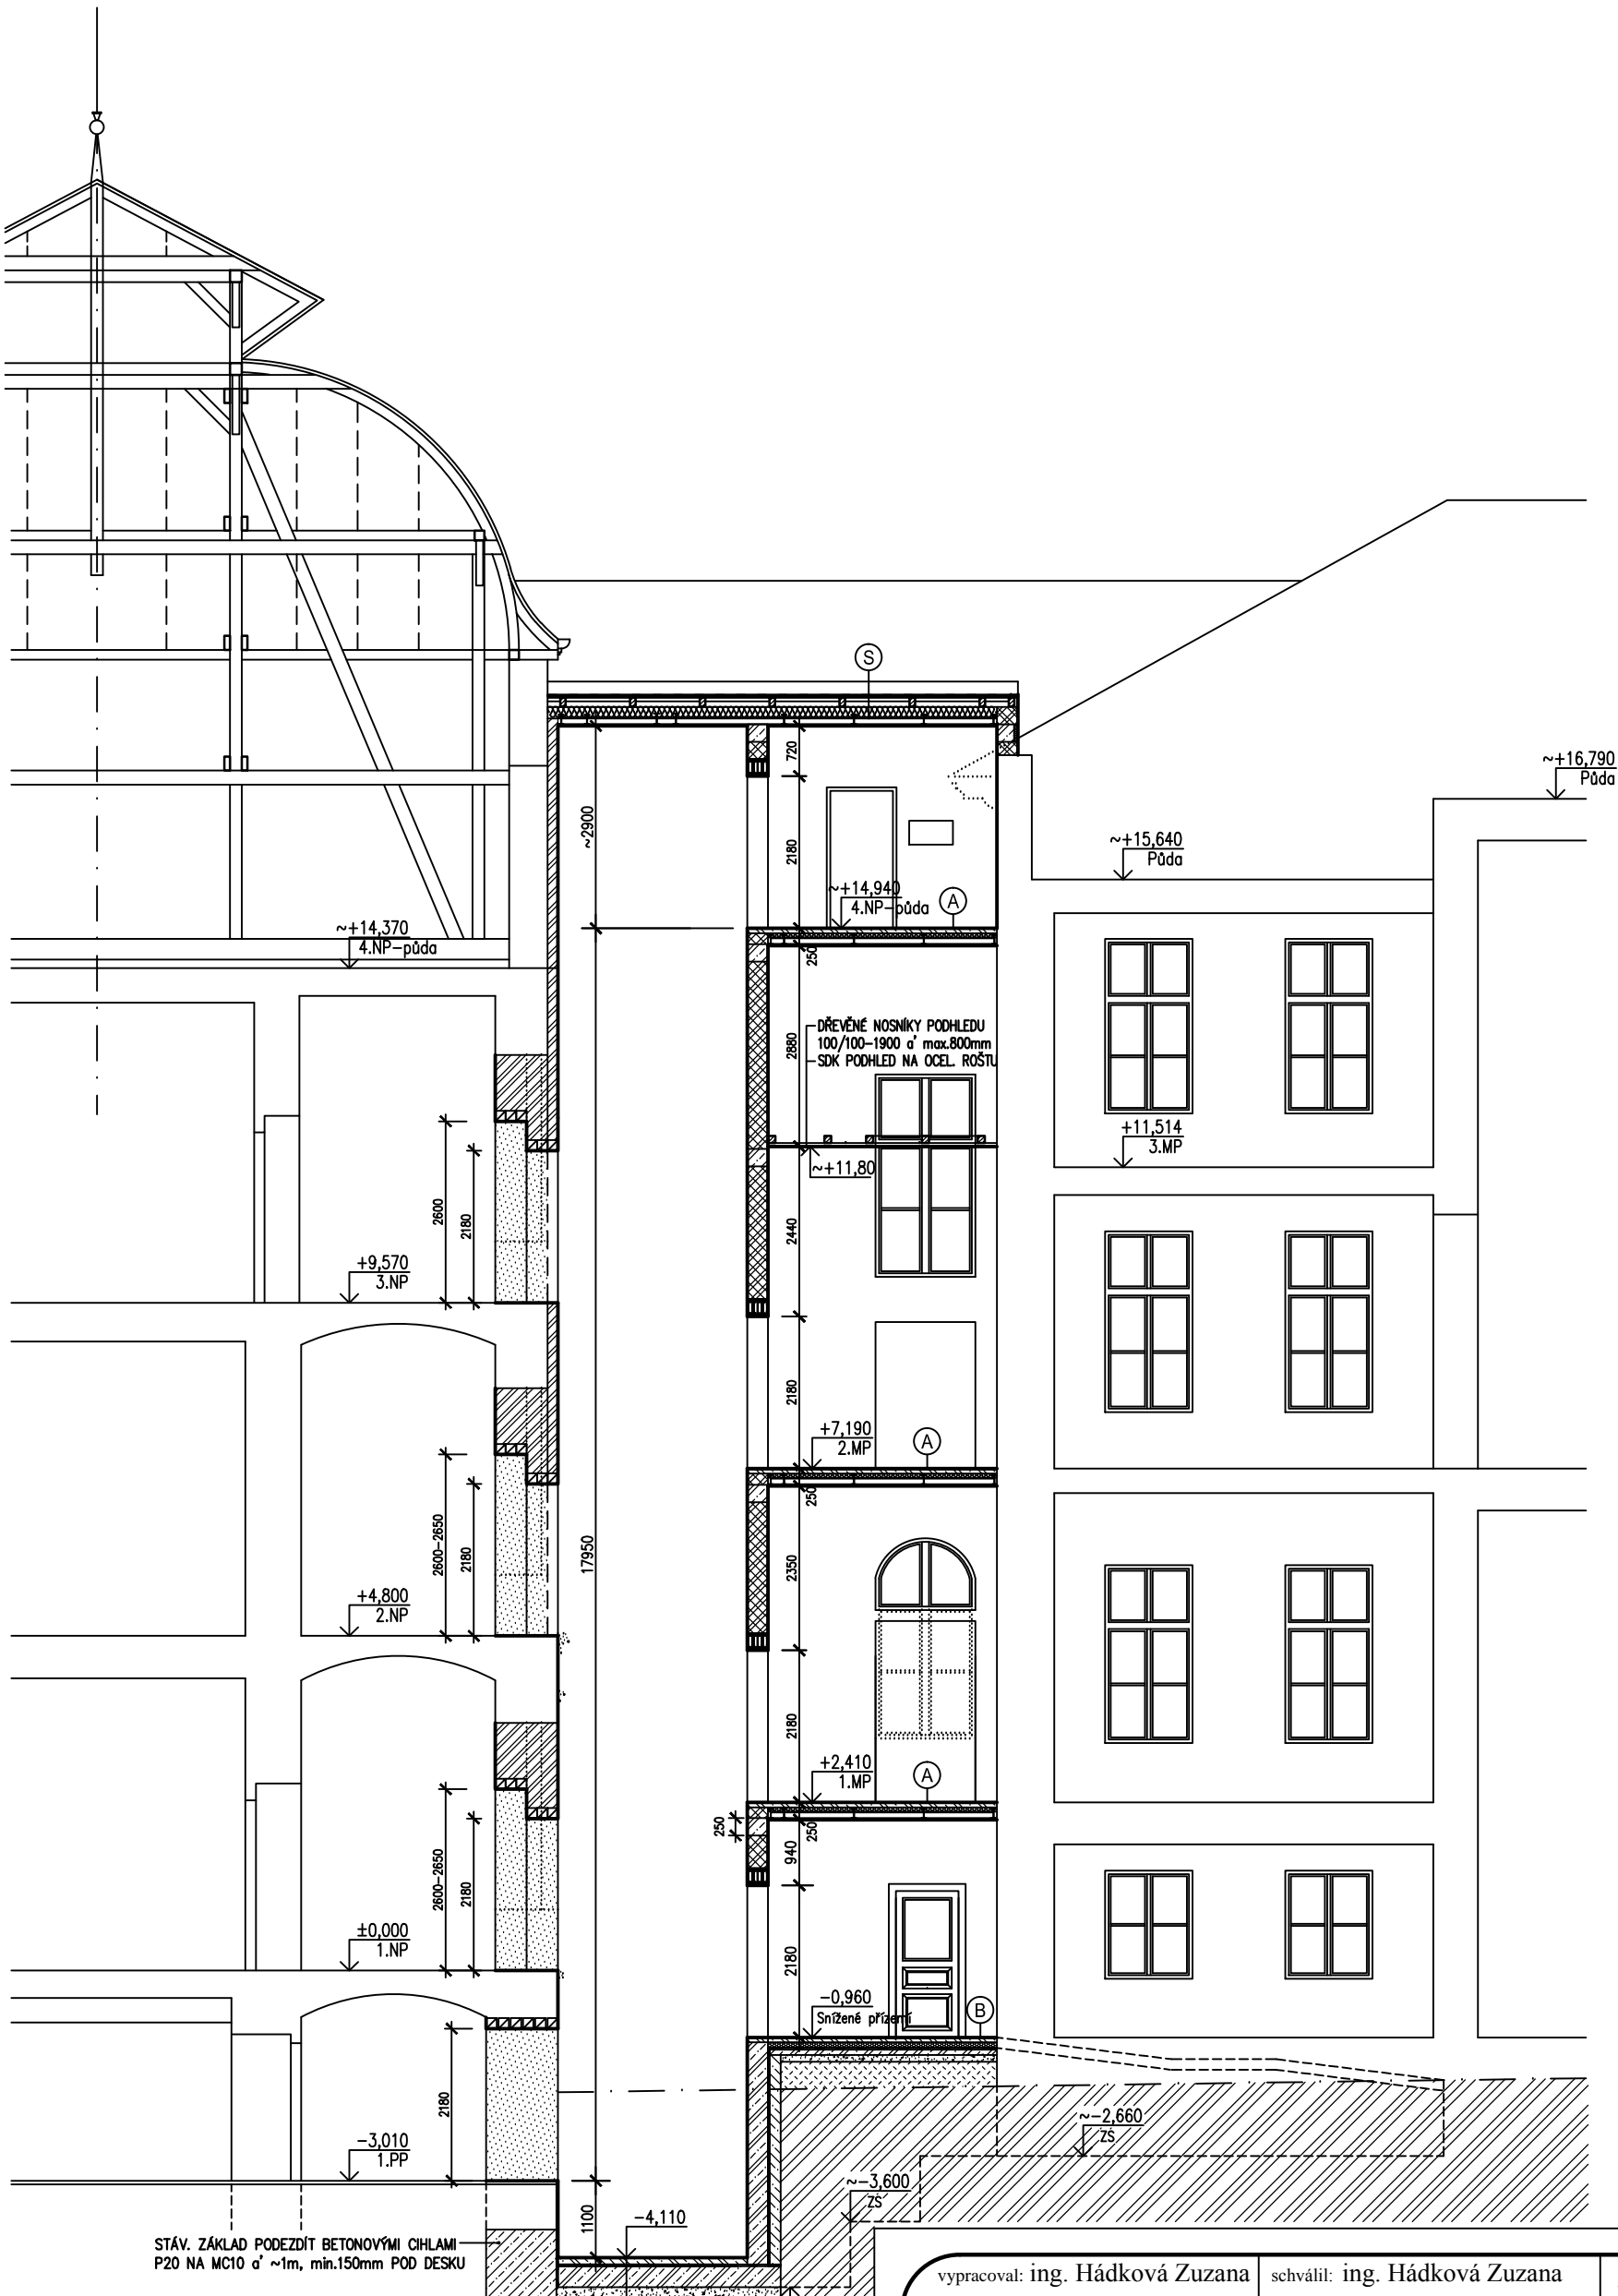 S
720
~+16,790
Půda
~2900
~+15,640
Půda
2180
~+14,940
4.NP-půda
A
~+14,370
4.NP-půda
250
DŘEVĚNÉ NOSNÍKY PODHLEDU
100/100-1900 a' max.800mm
SDK PODHLED NA OCEL. ROŠTU
2880
+11,514
3.MP
~+11,80
2600
2180
2440
+9,570
3.NP
2180
+7,190
2.MP
A
250
2600-2650
2180
17950
2350
+4,800
2.NP
2180
+2,410
1.MP
A
250
250
940
2600-2650
2180
±0,000
1.NP
2180
-0,960
Snížené přízemí
B
2180
~-2,660
ZS
-3,010
1.PP
~-3,600
ZS
1100
-4,110
STÁV. ZÁKLAD PODEZDÍT BETONOVÝMI CIHLAMI
P20 NA MC10 a' ~1m, min.150mm POD DESKU
vypracoval: ing. Hádková Zuzana
schválil: ing. Hádková Zuzana